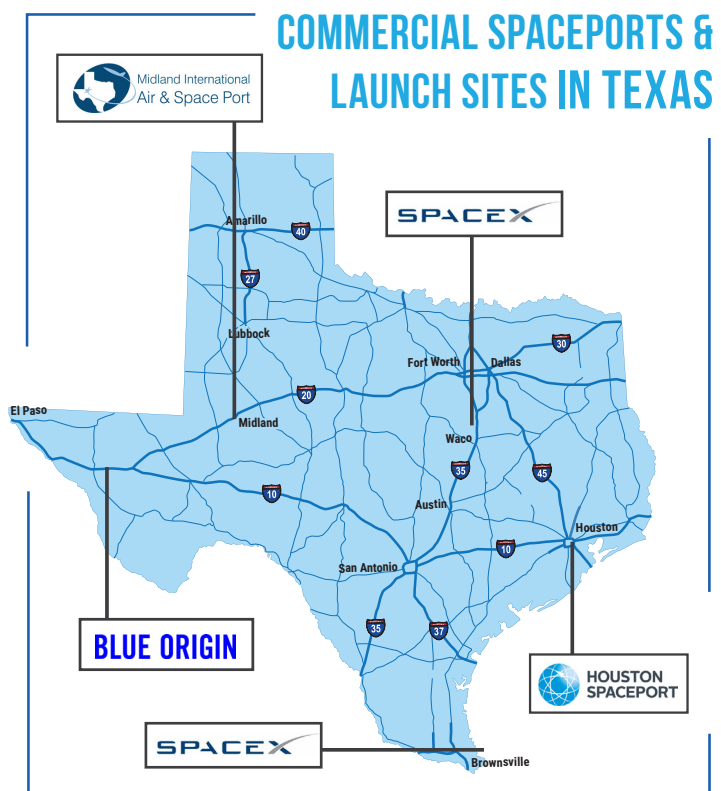 COMMERCIAL SPACEPORTS &
LAUNCH SITES IN TEXAS
Midland International
Air & Space Port
SPACEX
Amarillo
40
27
Lubbock
30
Fort Worth
Dallas
20
El Paso
Midland
Waco
35
45
10
Austin
Houston
10
San Antonio
35
37
BLUE ORIGIN
HOUSTON
SPACEPORT
SPACEX
Brownsville